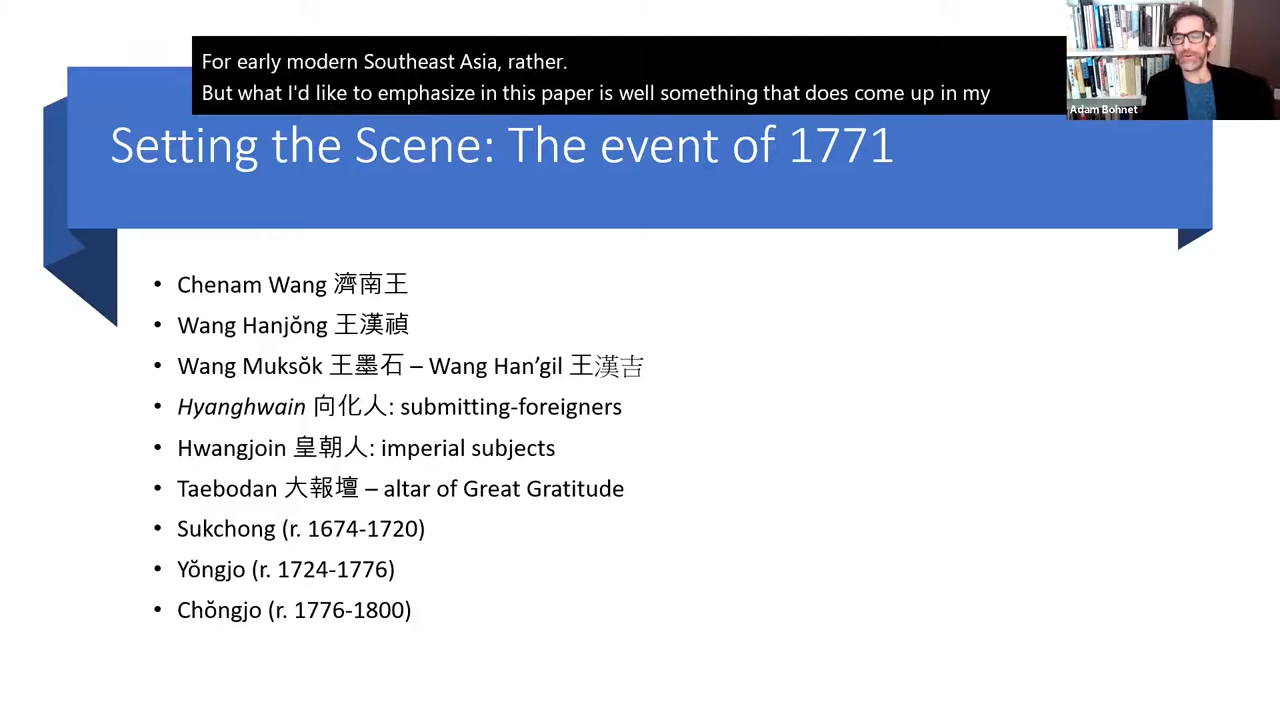 For early modern Southeast Asia, rather.
But what I'd like to emphasize in this paper is well something that does come up in my
Adam Bohnet
Setting the Scene: The event of 1771
• Chenam Wang 濟南王
• Wang Hanjŏng 王漢禎
• Wang Muksŏk 王墨石 – Wang Han’gil 王漢吉
• Hyanghwain 向化人: submitting-foreigners
• Hwangjoin 皇朝人: imperial subjects
• Taebodan 大報壇 – altar of Great Gratitude
• Sukchong (r. 1674-1720)
• Yŏngjo (r. 1724-1776)
• Chŏngjo (r. 1776-1800)